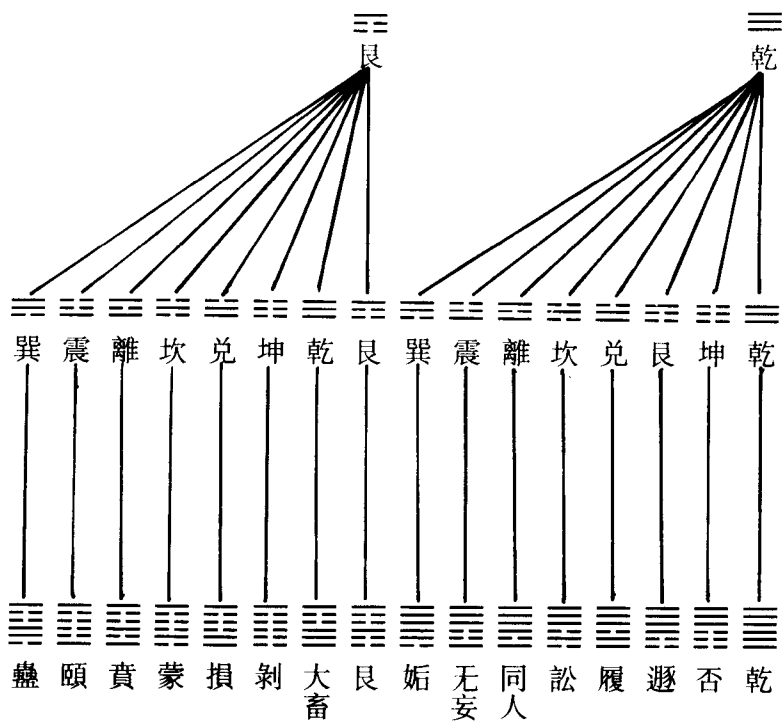 乾 艮
乾 坤 艮 兑 坎 離 震 巽 艮 乾 坤 兑 坎 離 震 巽
乾 否 遯 履 訟 同人 无妄 姤 艮 大畜 剝 損 蒙 賁 頤 蠱